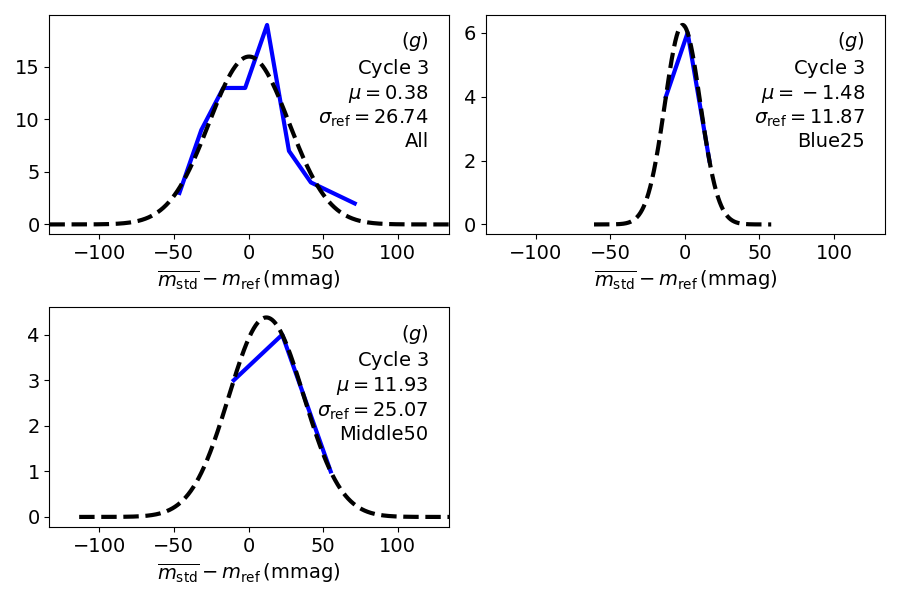 (g)
Cycle 3
μ = 0.38
σref = 26.74
All
15
10
5
0
−100 −50 0 50 100
m̅std − mref (mmag)
(g)
Cycle 3
μ = −1.48
σref = 11.87
Blue25
6
4
2
0
−100 −50 0 50 100
m̅std − mref (mmag)
(g)
Cycle 3
μ = 11.93
σref = 25.07
Middle50
4
3
2
1
0
−100 −50 0 50 100
m̅std − mref (mmag)